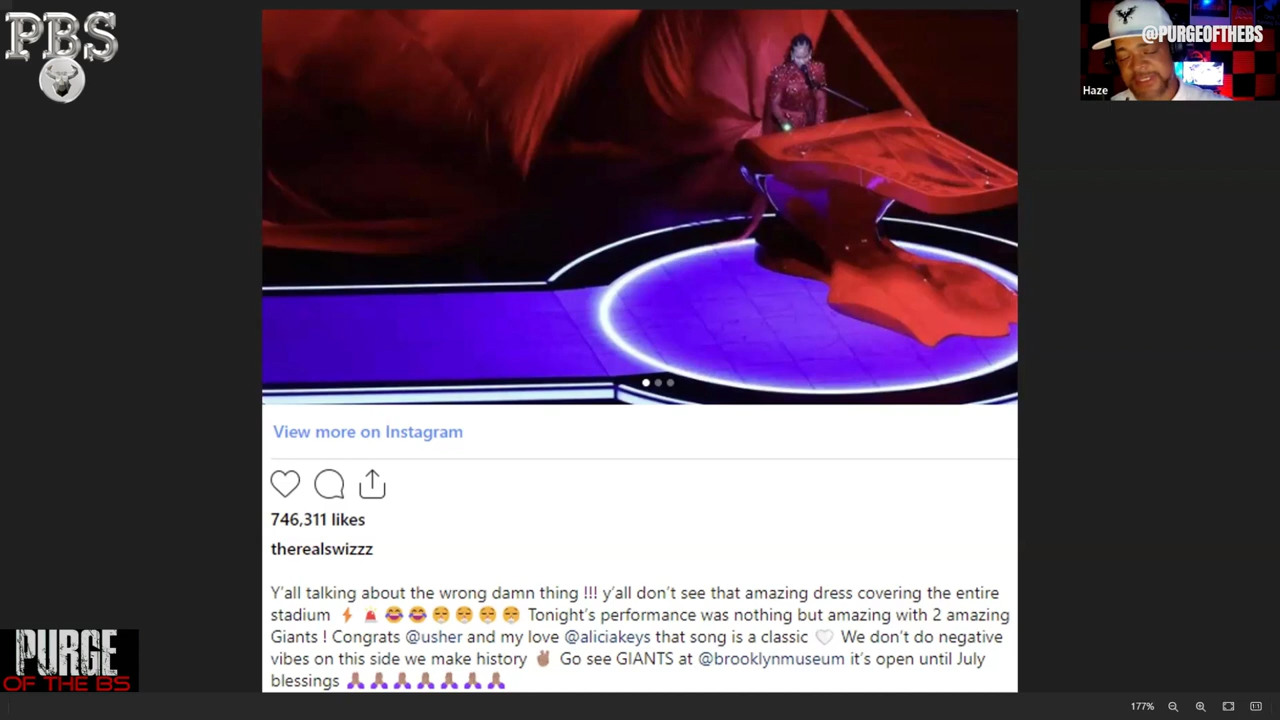 PBS
@PURGEOFTHEBS
Haze
View more on Instagram
746,311 likes
therealswizzz
Y'all talking about the wrong damn thing !!! y'all don't see that amazing dress covering the entire
stadium ⚡ 🚨 😂 😂 😤 😤 😤 😤 Tonight's performance was nothing but amazing with 2 amazing
Giants ! Congrats @usher and my love @aliciakeys that song is a classic 🤍 We don't do negative
vibes on this side we make history ✌🏽 Go see GIANTS at @brooklynmuseum it's open until July
blessings 🙏🏽🙏🏽🙏🏽🙏🏽🙏🏽🙏🏽🙏🏽
PURGE
OF THE BS
177%